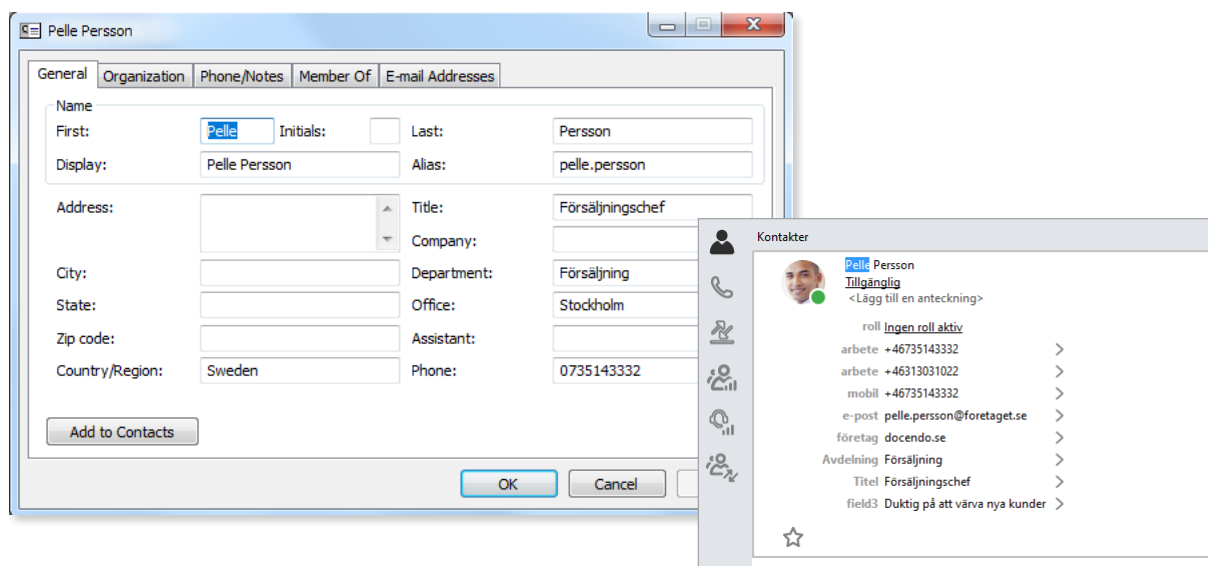 Pelle Persson
General Organization Phone/Notes Member Of E-mail Addresses
Name
First: Pelle Initials: Last: Persson
Display: Pelle Persson Alias: pelle.persson
Address: Title: Försäljningschef
Company:
City: Department: Försäljning
State: Office: Stockholm
Zip code: Assistant:
Country/Region: Sweden Phone: 0735143332
Add to Contacts
OK Cancel
Kontakter
Pelle Persson
Tillgänglig
<Lägg till en anteckning>
roll Ingen roll aktiv
arbete +46735143332
arbete +46313031022
mobil +46735143332
e-post pelle.persson@foretaget.se
företag docendo.se
Avdelning Försäljning
Titel Försäljningschef
field3 Duktig på att värva nya kunder